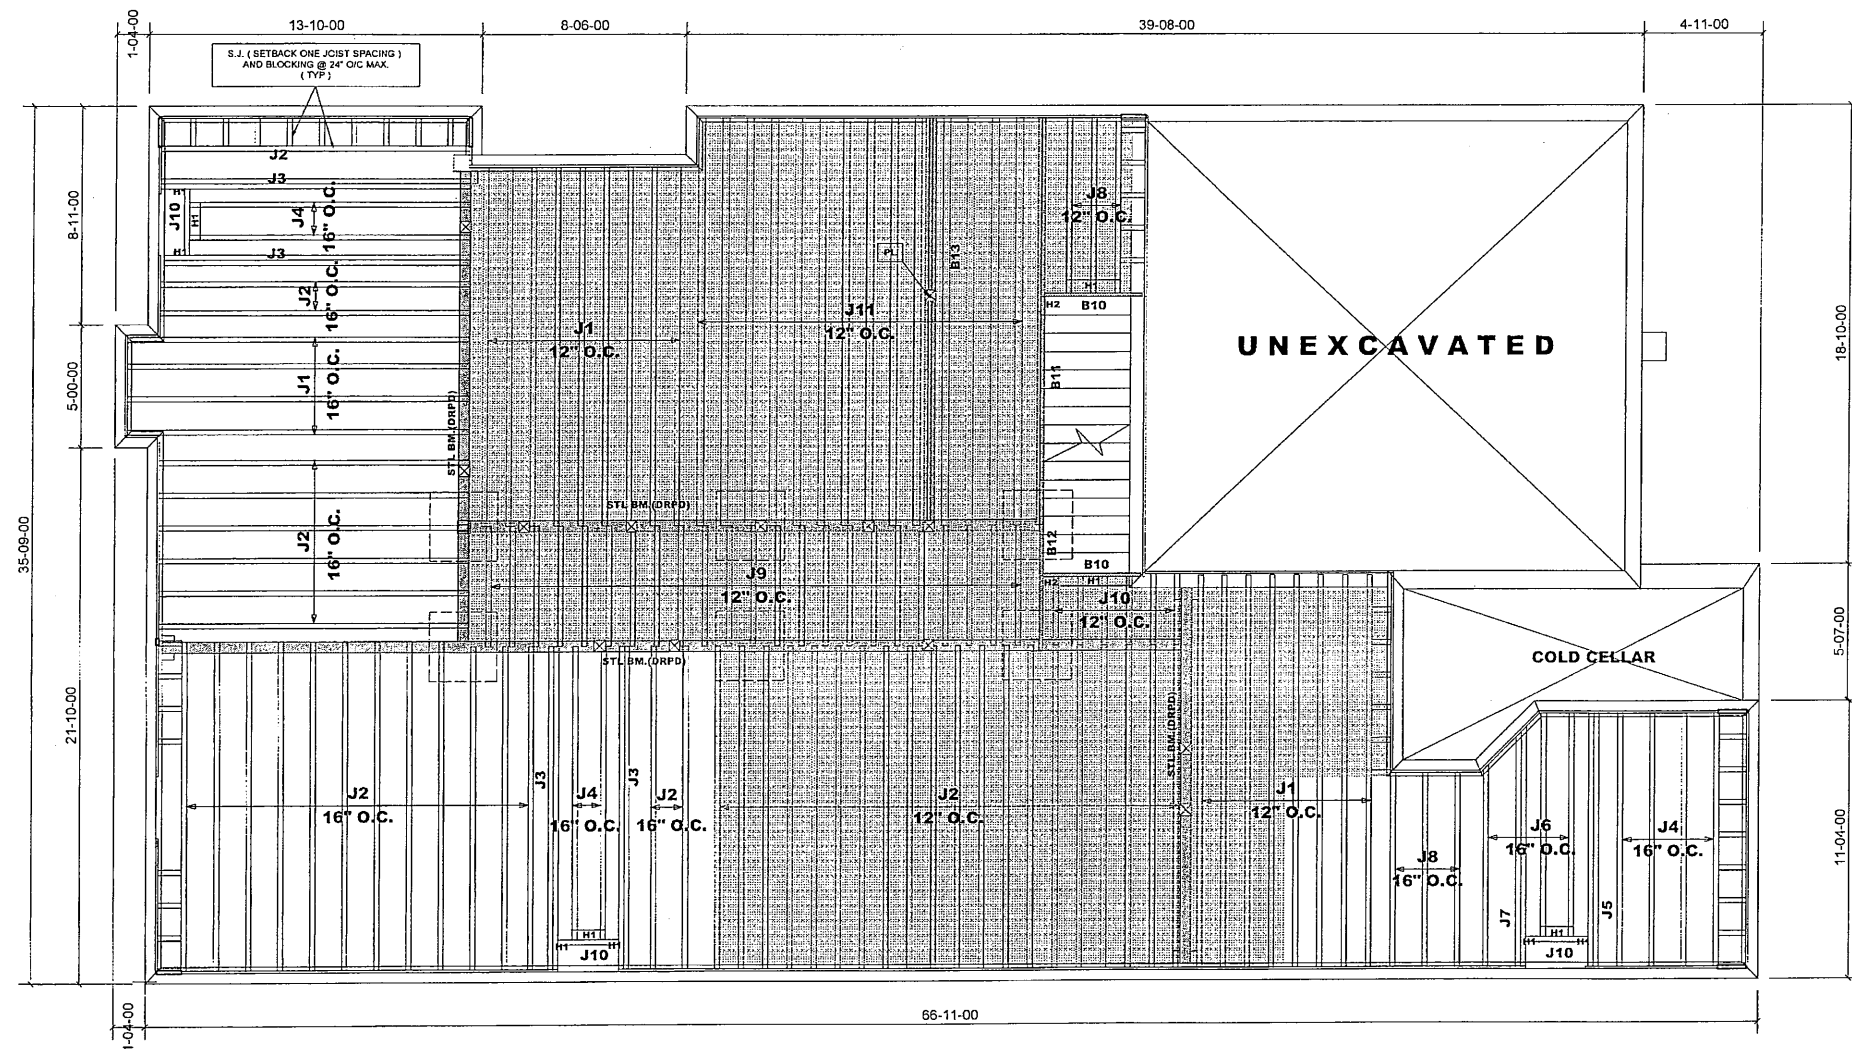 13-10-00
8-06-00
39-08-00
4-11-00
1-04-00
S.J. ( SETBACK ONE JOIST SPACING )
AND BLOCKING @ 24" O/C MAX.
( TYP )
J2
J3
H1
J10
H1
J4
16" O.C.
H1
J3
J2
16" O.C.
J1
16" O.C.
J2
16" O.C.
STL BM.(DRPD)
8-11-00
5-00-00
35-09-00
21-10-00
J1
12" O.C.
J11
12" O.C.
PL
B13
J8
12" O.C.
H1
H2
B10
B11
B12
B10
H2
H1
UNEXCAVATED
18-10-00
STL BM.(DRPD)
J9
12" O.C.
J10
12" O.C.
STL BM.(DRPD)
COLD CELLAR
5-07-00
STL BM.(DRPD)
J2
16" O.C.
J3
J4
16" O.C.
J3
J2
16" O.C.
H1
H1
H1
J10
J2
12" O.C.
J1
12" O.C.
J8
16" O.C.
J6
16" O.C.
J7
J5
J4
16" O.C.
H1
H1
H1
J10
11-04-00
66-11-00
1-04-00